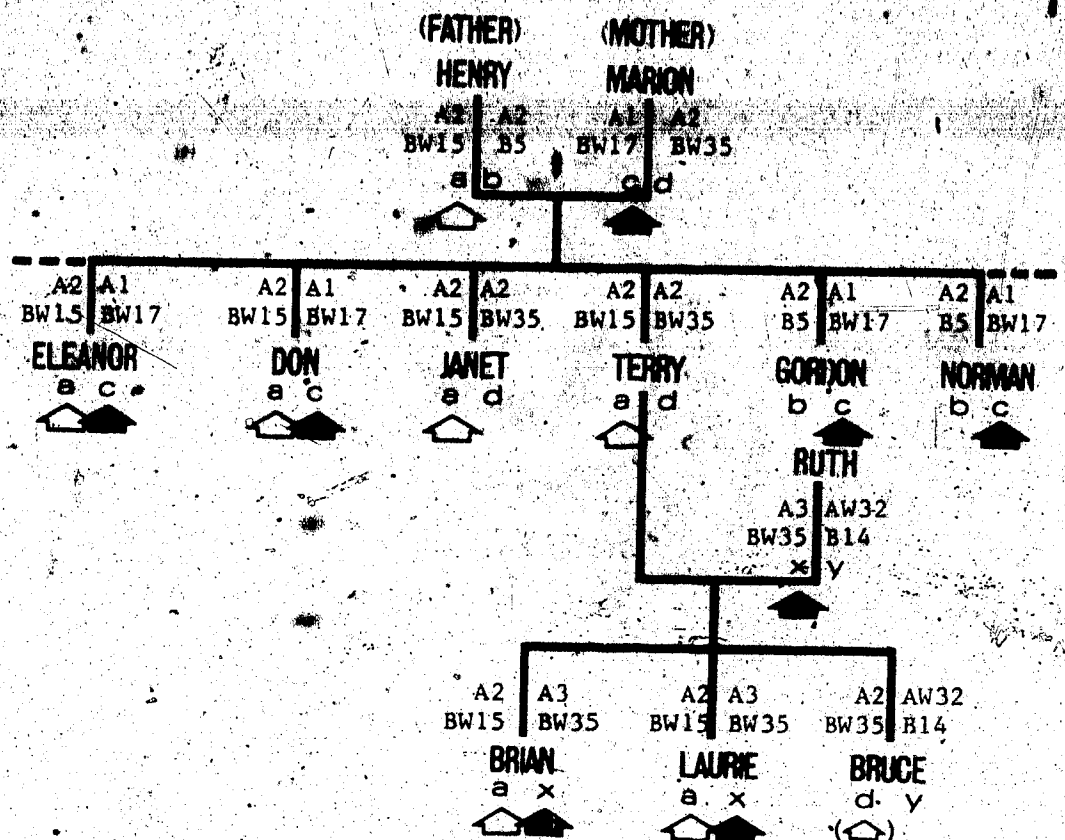 (FATHER) (MOTHER)
HENRY MARION
A2 A2 A1 A2
BW15 B5 BW17 BW35
a b c d
A2 A1 A2 A1 A2 A2 A2 A2 A2 A1 A2 A1
BW15 BW17 BW15 BW17 BW15 BW35 BW15 BW35 B5 BW17 B5 BW17
ELEANOR DON JANET TERRY GORDON NORMAN
a c a c a d a d b c b c
RUTH
A3 AW32
BW35 B14
x y
A2 A3 A2 A3 A2 AW32
BW15 BW35 BW15 BW35 BW35 B14
BRIAN LAURIE BRUCE
a x a x d y
( )